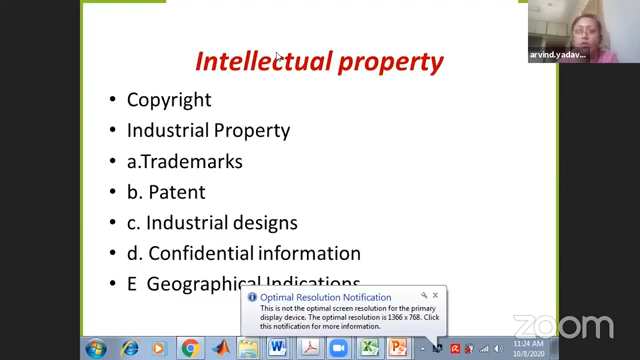 Intellectual property
arvind.yadav...
• Copyright
• Industrial Property
• a.Trademarks
• b. Patent
• c. Industrial designs
• d. Confidential information
• E Geographical Indications
Optimal Resolution Notification
This is not the optimal screen resolution for the primary
display device. The optimal resolution is 1366 x 768. Click
this notification for more information.
zoom
11:24 AM
10/8/2020